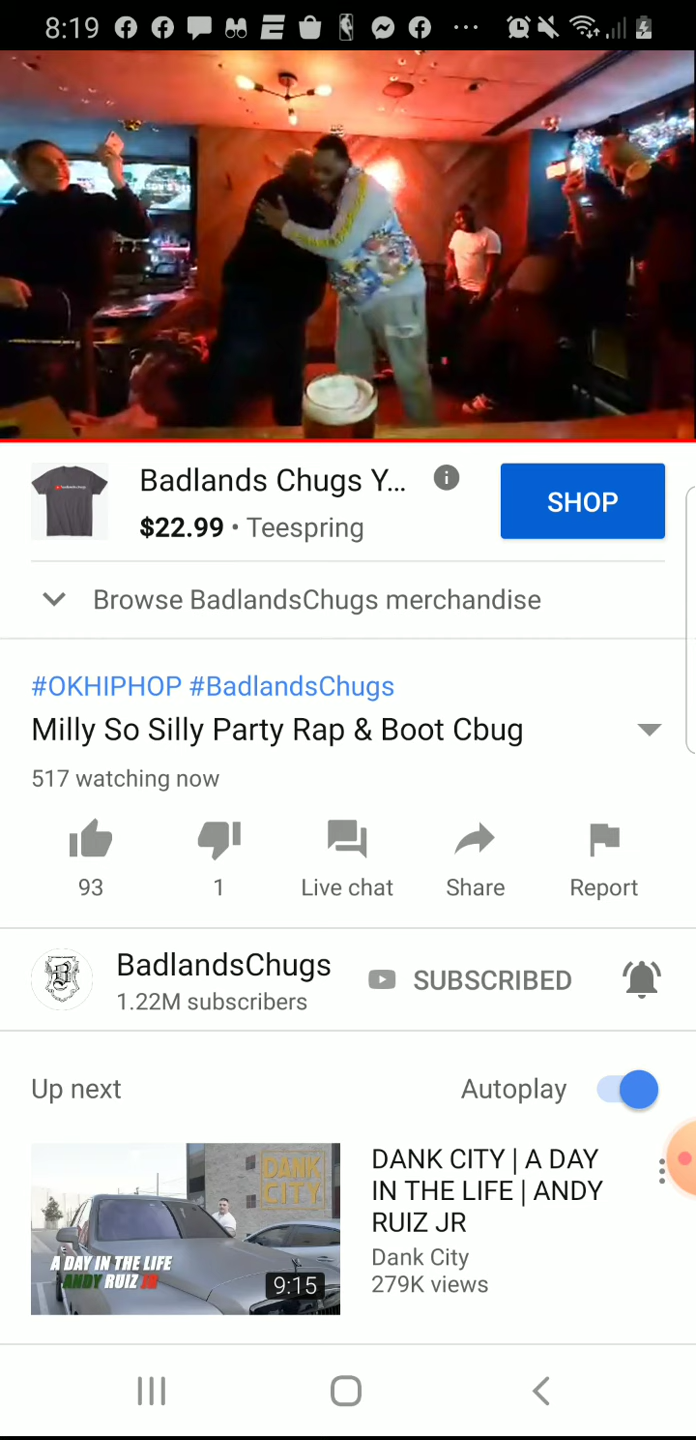 8:19
Badlands Chugs Y...
$22.99 • Teespring
SHOP
Browse BadlandsChugs merchandise
#OKHIPHOP #BadlandsChugs
Milly So Silly Party Rap & Boot Cbug
517 watching now
93
1
Live chat
Share
Report
BadlandsChugs
1.22M subscribers
SUBSCRIBED
Up next
Autoplay
DANK CITY
A DAY IN THE LIFE
ANDY RUIZ JR
9:15
DANK CITY | A DAY
IN THE LIFE | ANDY
RUIZ JR
Dank City
279K views